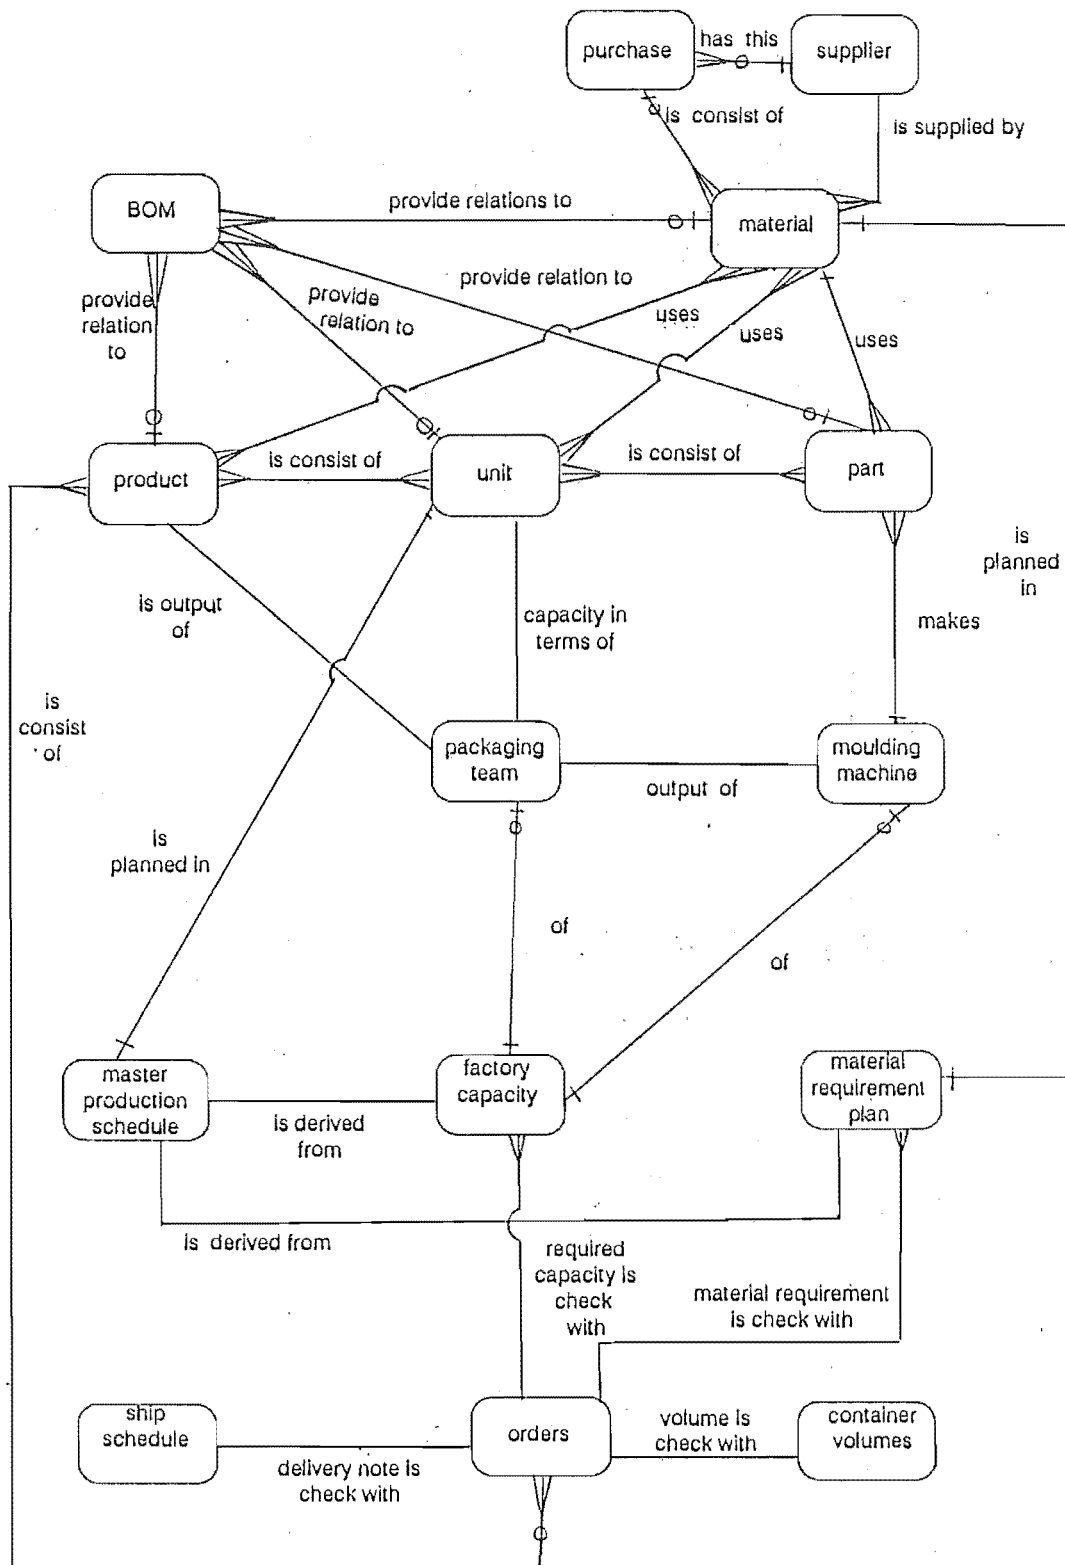 purchase
has this
supplier
is consist of
is supplied by
BOM
provide relations to
material
provide
relation
to
provide
relation to
provide relation to
uses
uses
uses
product
is consist of
unit
is consist of
part
is output
of
capacity in
terms of
makes
is
planned
in
is
consist
of
packaging
team
output of
moulding
machine
is
planned in
of
of
master
production
schedule
is derived
from
factory
capacity
material
requirement
plan
is derived from
required
capacity is
check
with
material requirement
is check with
ship
schedule
delivery note is
check with
orders
volume is
check with
container
volumes